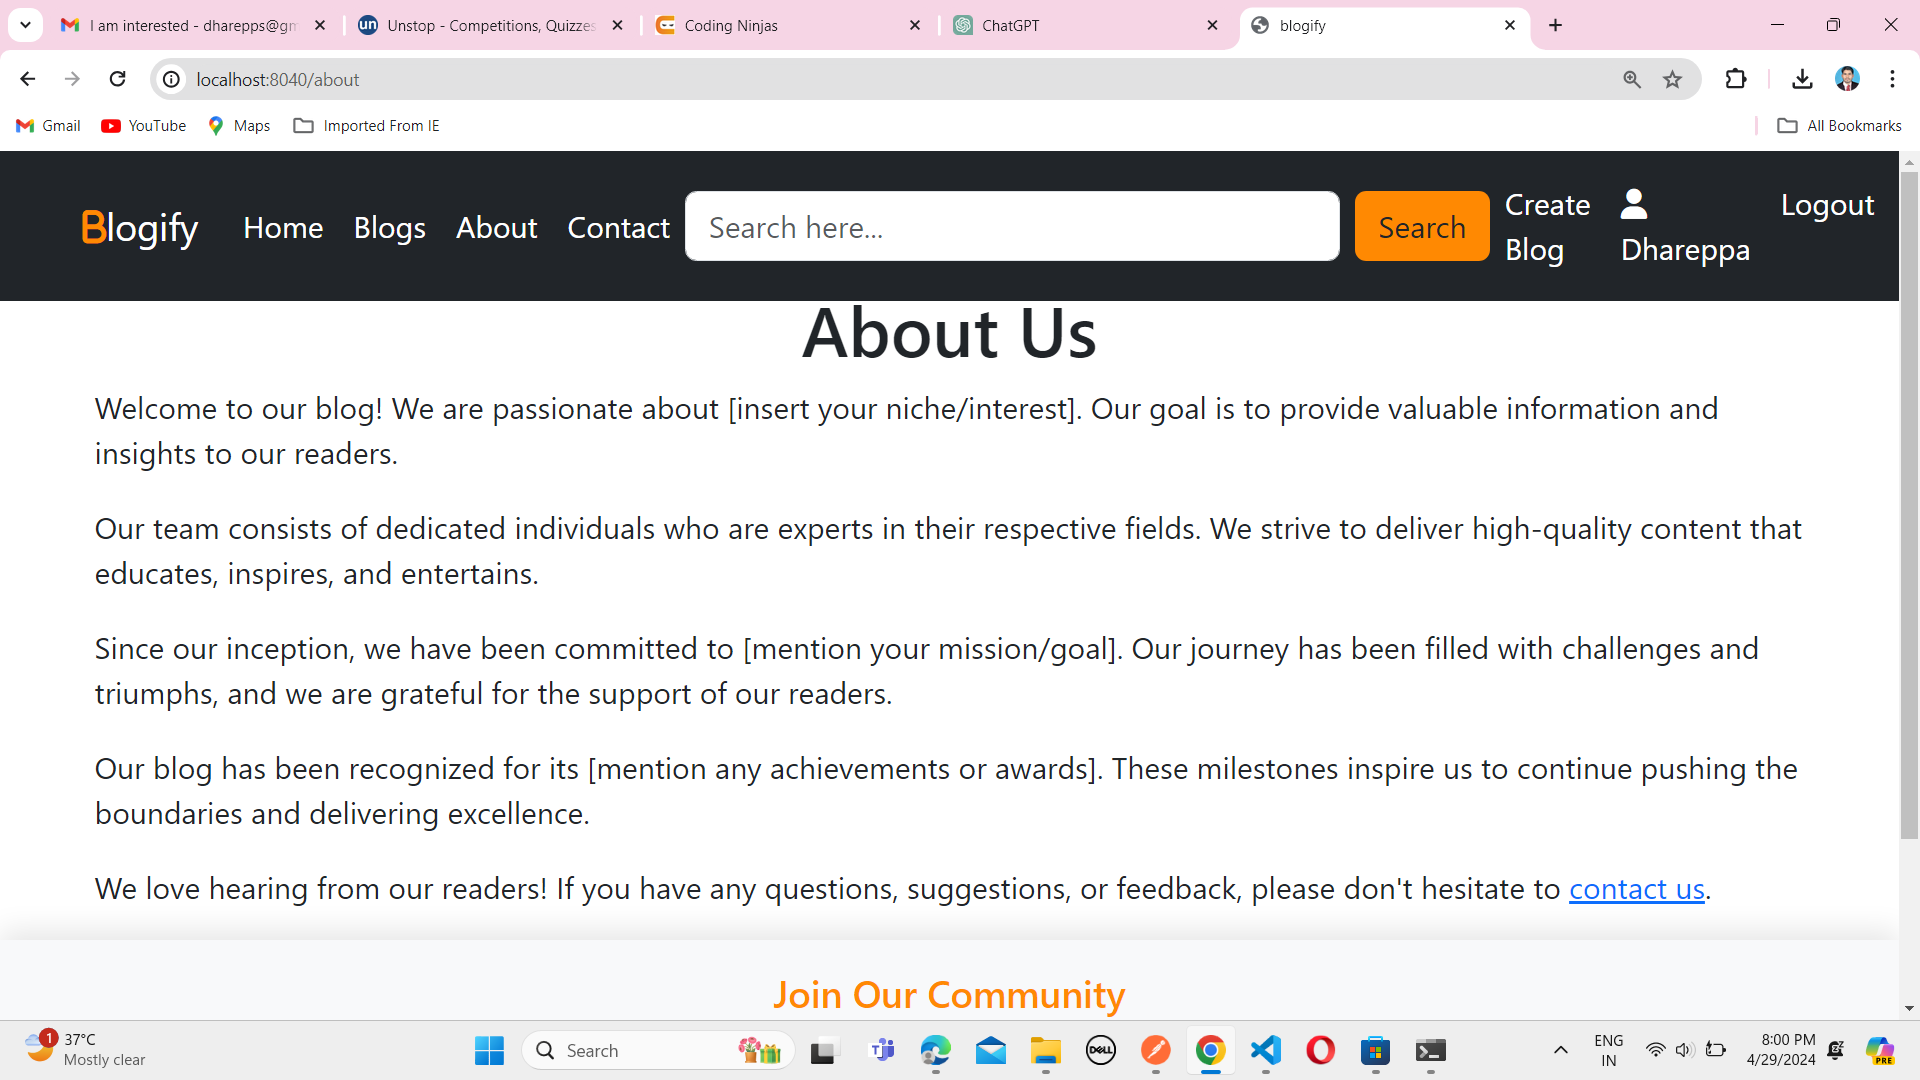 I am interested - dharepps@gm
Unstop - Competitions, Quizzes
Coding Ninjas
ChatGPT
blogify
localhost:8040/about
Gmail
YouTube
Maps
Imported From IE
All Bookmarks
Blogify
Home
Blogs
About
Contact
Search here...
Search
Create
Blog
Dhareppa
Logout
About Us
Welcome to our blog! We are passionate about [insert your niche/interest]. Our goal is to provide valuable information and
insights to our readers.
Our team consists of dedicated individuals who are experts in their respective fields. We strive to deliver high-quality content that
educates, inspires, and entertains.
Since our inception, we have been committed to [mention your mission/goal]. Our journey has been filled with challenges and
triumphs, and we are grateful for the support of our readers.
Our blog has been recognized for its [mention any achievements or awards]. These milestones inspire us to continue pushing the
boundaries and delivering excellence.
We love hearing from our readers! If you have any questions, suggestions, or feedback, please don't hesitate to contact us.
Join Our Community
1
37°C
Mostly clear
Search
DELL
ENG
IN
8:00 PM
4/29/2024
PRE